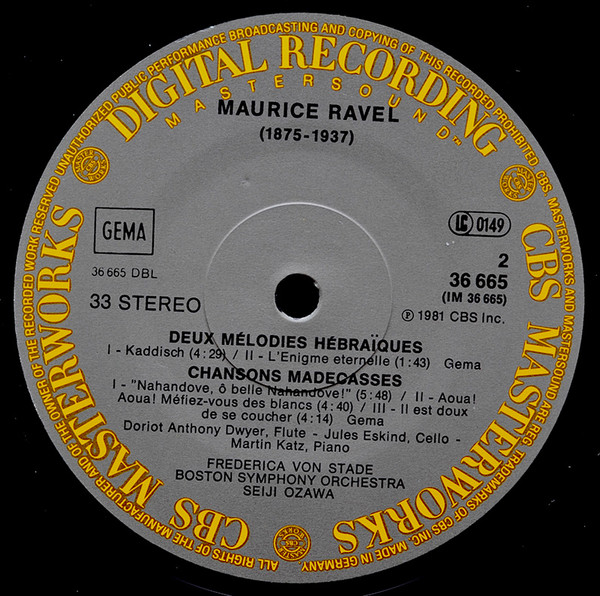 ALL RIGHTS OF THE MANUFACTURER AND OF THE OWNER OF THE RECORDED WORK RESERVED UNAUTHORIZED PUBLIC PERFORMANCE BROADCASTING AND COPYING OF THIS RECORD PROHIBITED. CBS, MASTERWORKS AND MASTERSOUND ARE REG. TRADEMARKS OF CBS INC. MADE IN GERMANY
DIGITAL RECORDING
MASTERSOUND™
MAURICE RAVEL
(1875-1937)
CBS MASTERWORKS
CBS MASTERWORKS
GEMA
LC 0149
36 665 DBL
2
36 665
(IM 36 665)
33 STEREO
Ⓟ 1981 CBS Inc.
DEUX MÉLODIES HÉBRAÏQUES
I - Kaddisch (4:29) / II - L'Enigme eternelle (1:43) Gema
CHANSONS MADECASSES
I - "Nahandove, ô belle Nahandove!" (5:48) / II - Aoua!
Aoua! Méfiez-vous des blancs (4:40) / III - Il est doux
de se coucher (4:14) Gema
Doriot Anthony Dwyer, Flute - Jules Eskind, Cello -
Martin Katz, Piano
FREDERICA VON STADE
BOSTON SYMPHONY ORCHESTRA
SEIJI OZAWA